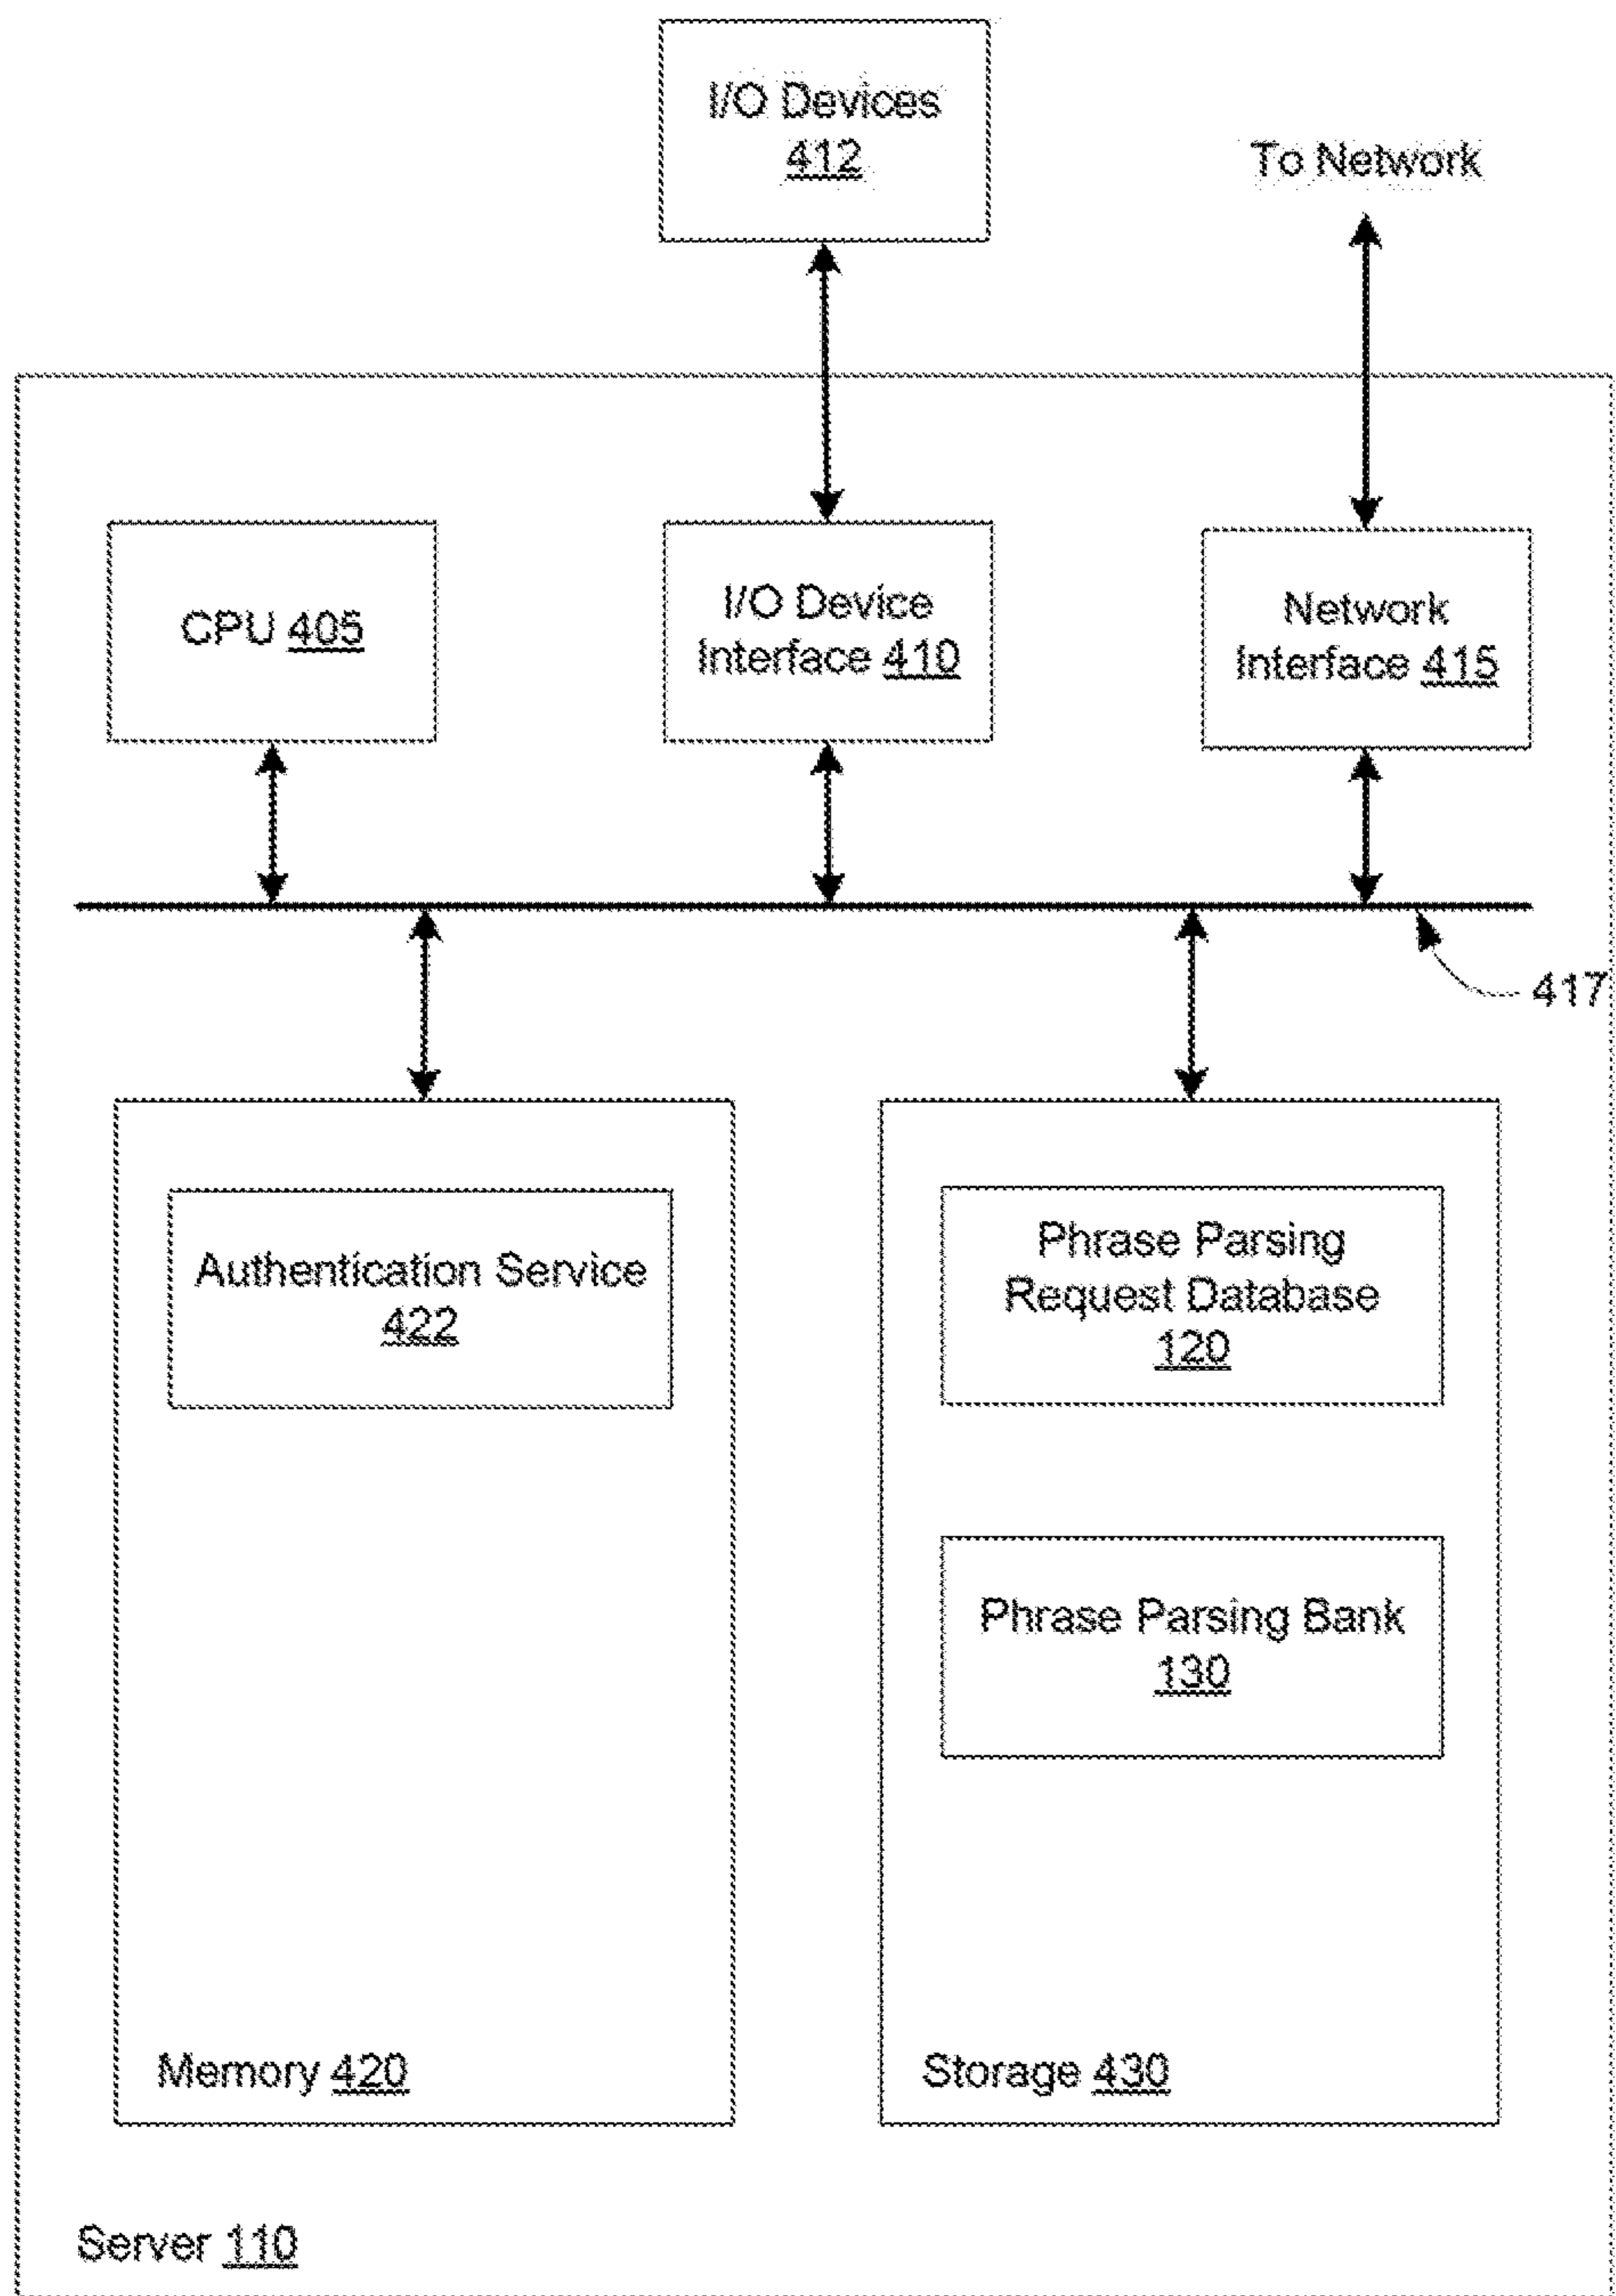 I/O Devices
412
To Network
CPU 405
I/O Device
Interface 410
Network
Interface 415
417
Authentication Service
422
Phrase Parsing
Request Database
120
Phrase Parsing Bank
130
Memory 420
Storage 430
Server 110